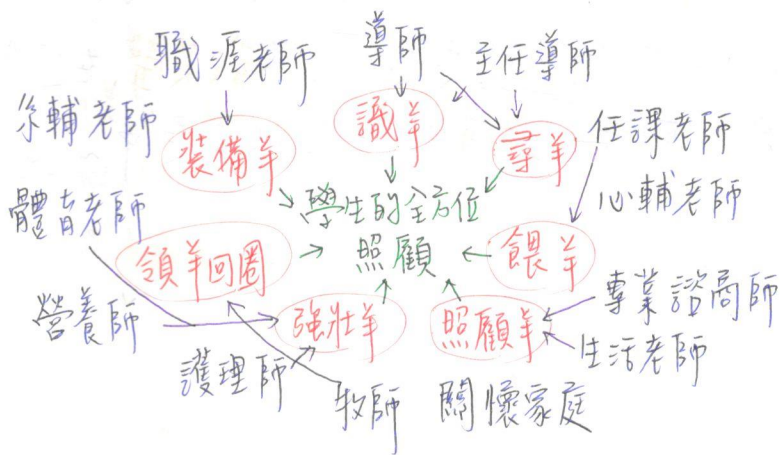 職涯老師
導師
主任導師
系輔老師
裝備羊
識羊
尋羊
任課老師
體育老師
學生的全方位
照顧
心輔老師
領羊回圈
餵羊
營養師
強壯羊
照顧羊
專業諮商師
護理師
生活老師
牧師
關懷家庭